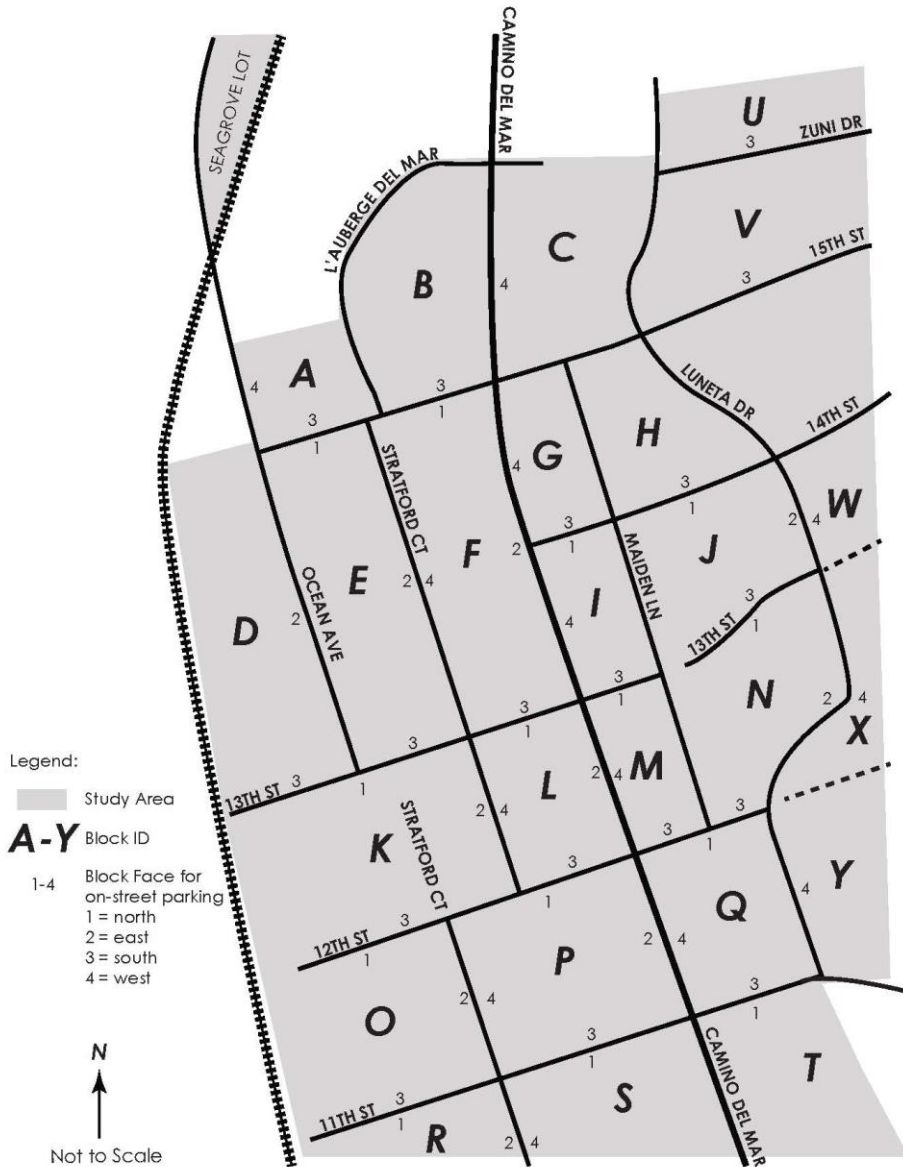 CAMINO DEL MAR
SEAGROVE LOT
U
3
ZUNI DR
L'AUBERGE DEL MAR
V
C
15TH ST
B
4
3
A
4
3
1
3
1
LUNETA DR
14TH ST
STRATFORD CT
G
4
H
3
W
2
4
3
1
1
F
2
MAIDEN LN
J
E
OCEAN AVE
2
4
I
3
D
2
4
13TH ST
1
3
1
N
2
4
X
3
3
L
2
4
M
13TH ST
3
1
1
K
STRATFORD CT
2
4
3
3
1
3
1
Q
4
Y
12TH ST
3
1
P
2
4
O
2
4
3
3
1
1
CAMINO DEL MAR
T
11TH ST
3
1
S
R
2
4
Legend:
Study Area
A-Y Block ID
1-4 Block Face for
on-street parking
1 = north
2 = east
3 = south
4 = west
N
Not to Scale